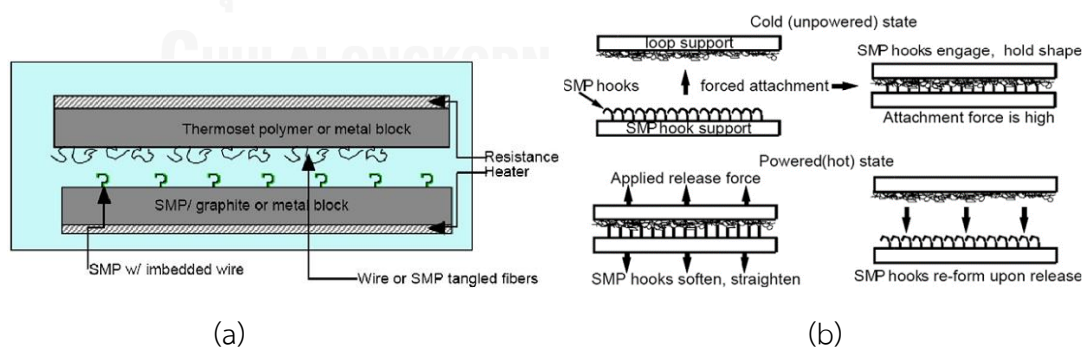 CHULALONGKORN
Thermoset polymer or metal block
Resistance
Heater
SMP/ graphite or metal block
SMP w/ imbedded wire
Wire or SMP tangled fibers
(a)
Cold (unpowered) state
loop support
SMP hooks
forced attachment
SMP hook support
SMP hooks engage, hold shape
Attachment force is high
Powered(hot) state
Applied release force
SMP hooks soften, straighten
SMP hooks re-form upon release
(b)